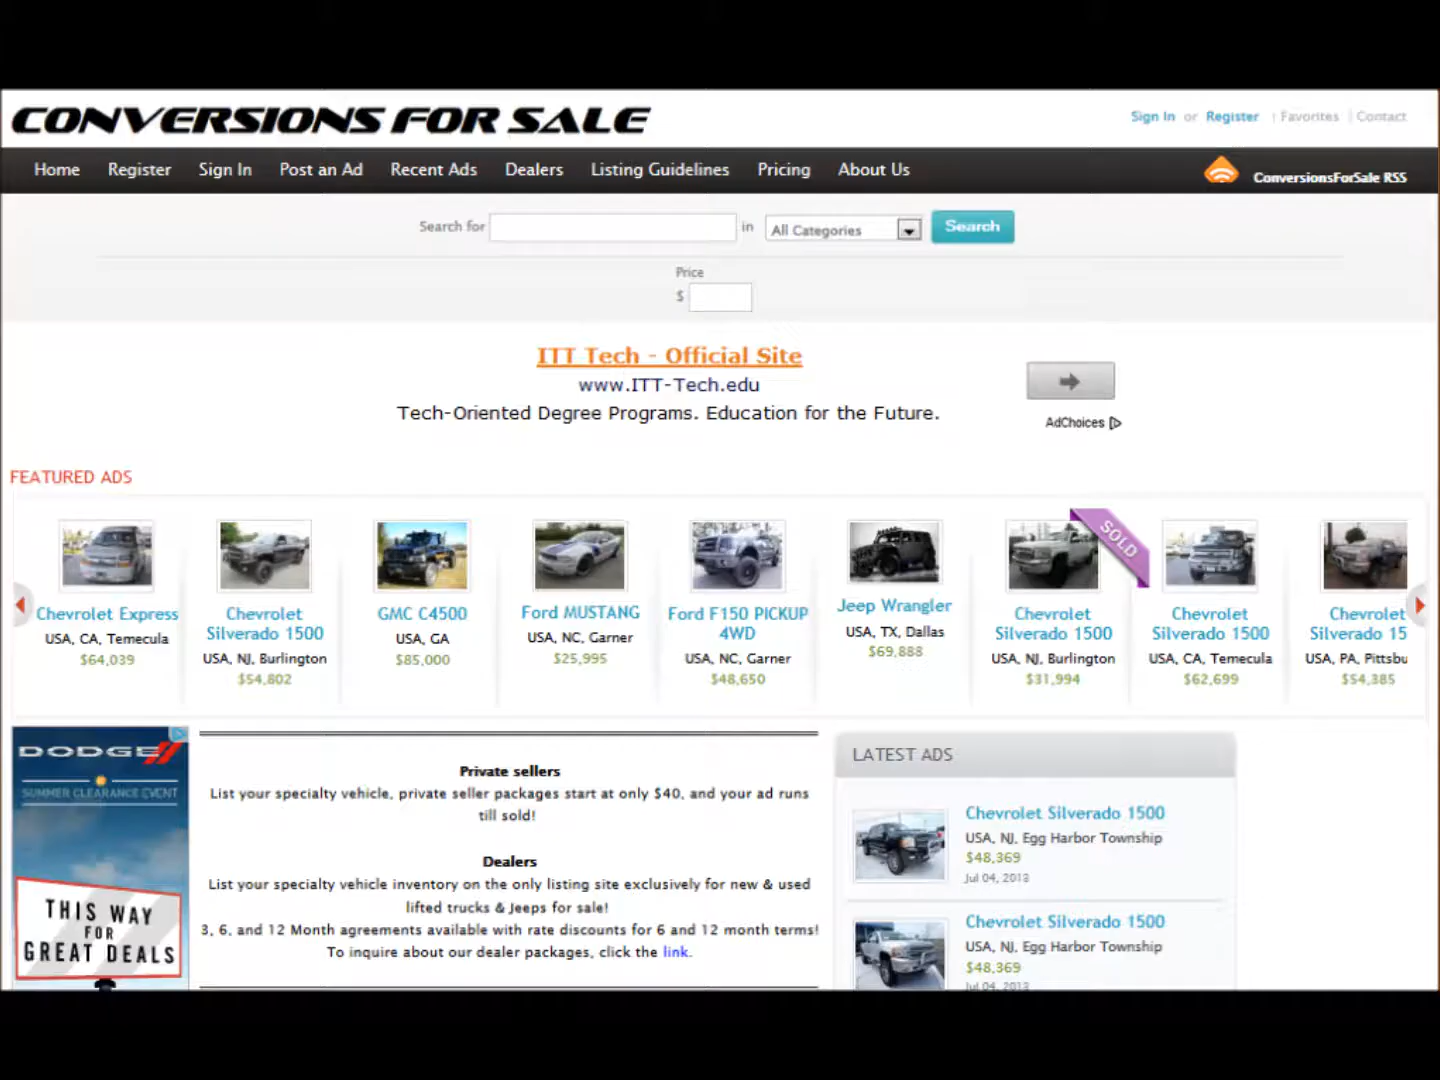 CONVERSIONS FOR SALE
Sign In or Register | Favorites | Contact
Home Register Sign In Post an Ad Recent Ads Dealers Listing Guidelines Pricing About Us ConversionsForSale RSS
Search for in All Categories Search
Price
$
ITT Tech - Official Site
www.ITT-Tech.edu
Tech-Oriented Degree Programs. Education for the Future.
AdChoices
FEATURED ADS
Chevrolet Express
USA, CA, Temecula
$64,039
Chevrolet
Silverado 1500
USA, NJ, Burlington
$54,802
GMC C4500
USA, GA
$85,000
Ford MUSTANG
USA, NC, Garner
$25,995
Ford F150 PICKUP
4WD
USA, NC, Garner
$48,650
Jeep Wrangler
USA, TX, Dallas
$69,888
SOLD
Chevrolet
Silverado 1500
USA, NJ, Burlington
$31,994
Chevrolet
Silverado 1500
USA, CA, Temecula
$62,699
Chevrolet
Silverado 15
USA, PA, Pittsbu
$54,385
DODGE
SUMMER CLEARANCE EVENT
THIS WAY
FOR
GREAT DEALS
Private sellers
List your specialty vehicle, private seller packages start at only $40, and your ad runs
till sold!
Dealers
List your specialty vehicle inventory on the only listing site exclusively for new & used
lifted trucks & Jeeps for sale!
3, 6, and 12 Month agreements available with rate discounts for 6 and 12 month terms!
To inquire about our dealer packages, click the link.
LATEST ADS
Chevrolet Silverado 1500
USA, NJ, Egg Harbor Township
$48,369
Jul 04, 2013
Chevrolet Silverado 1500
USA, NJ, Egg Harbor Township
$48,369
Jul 04, 2013